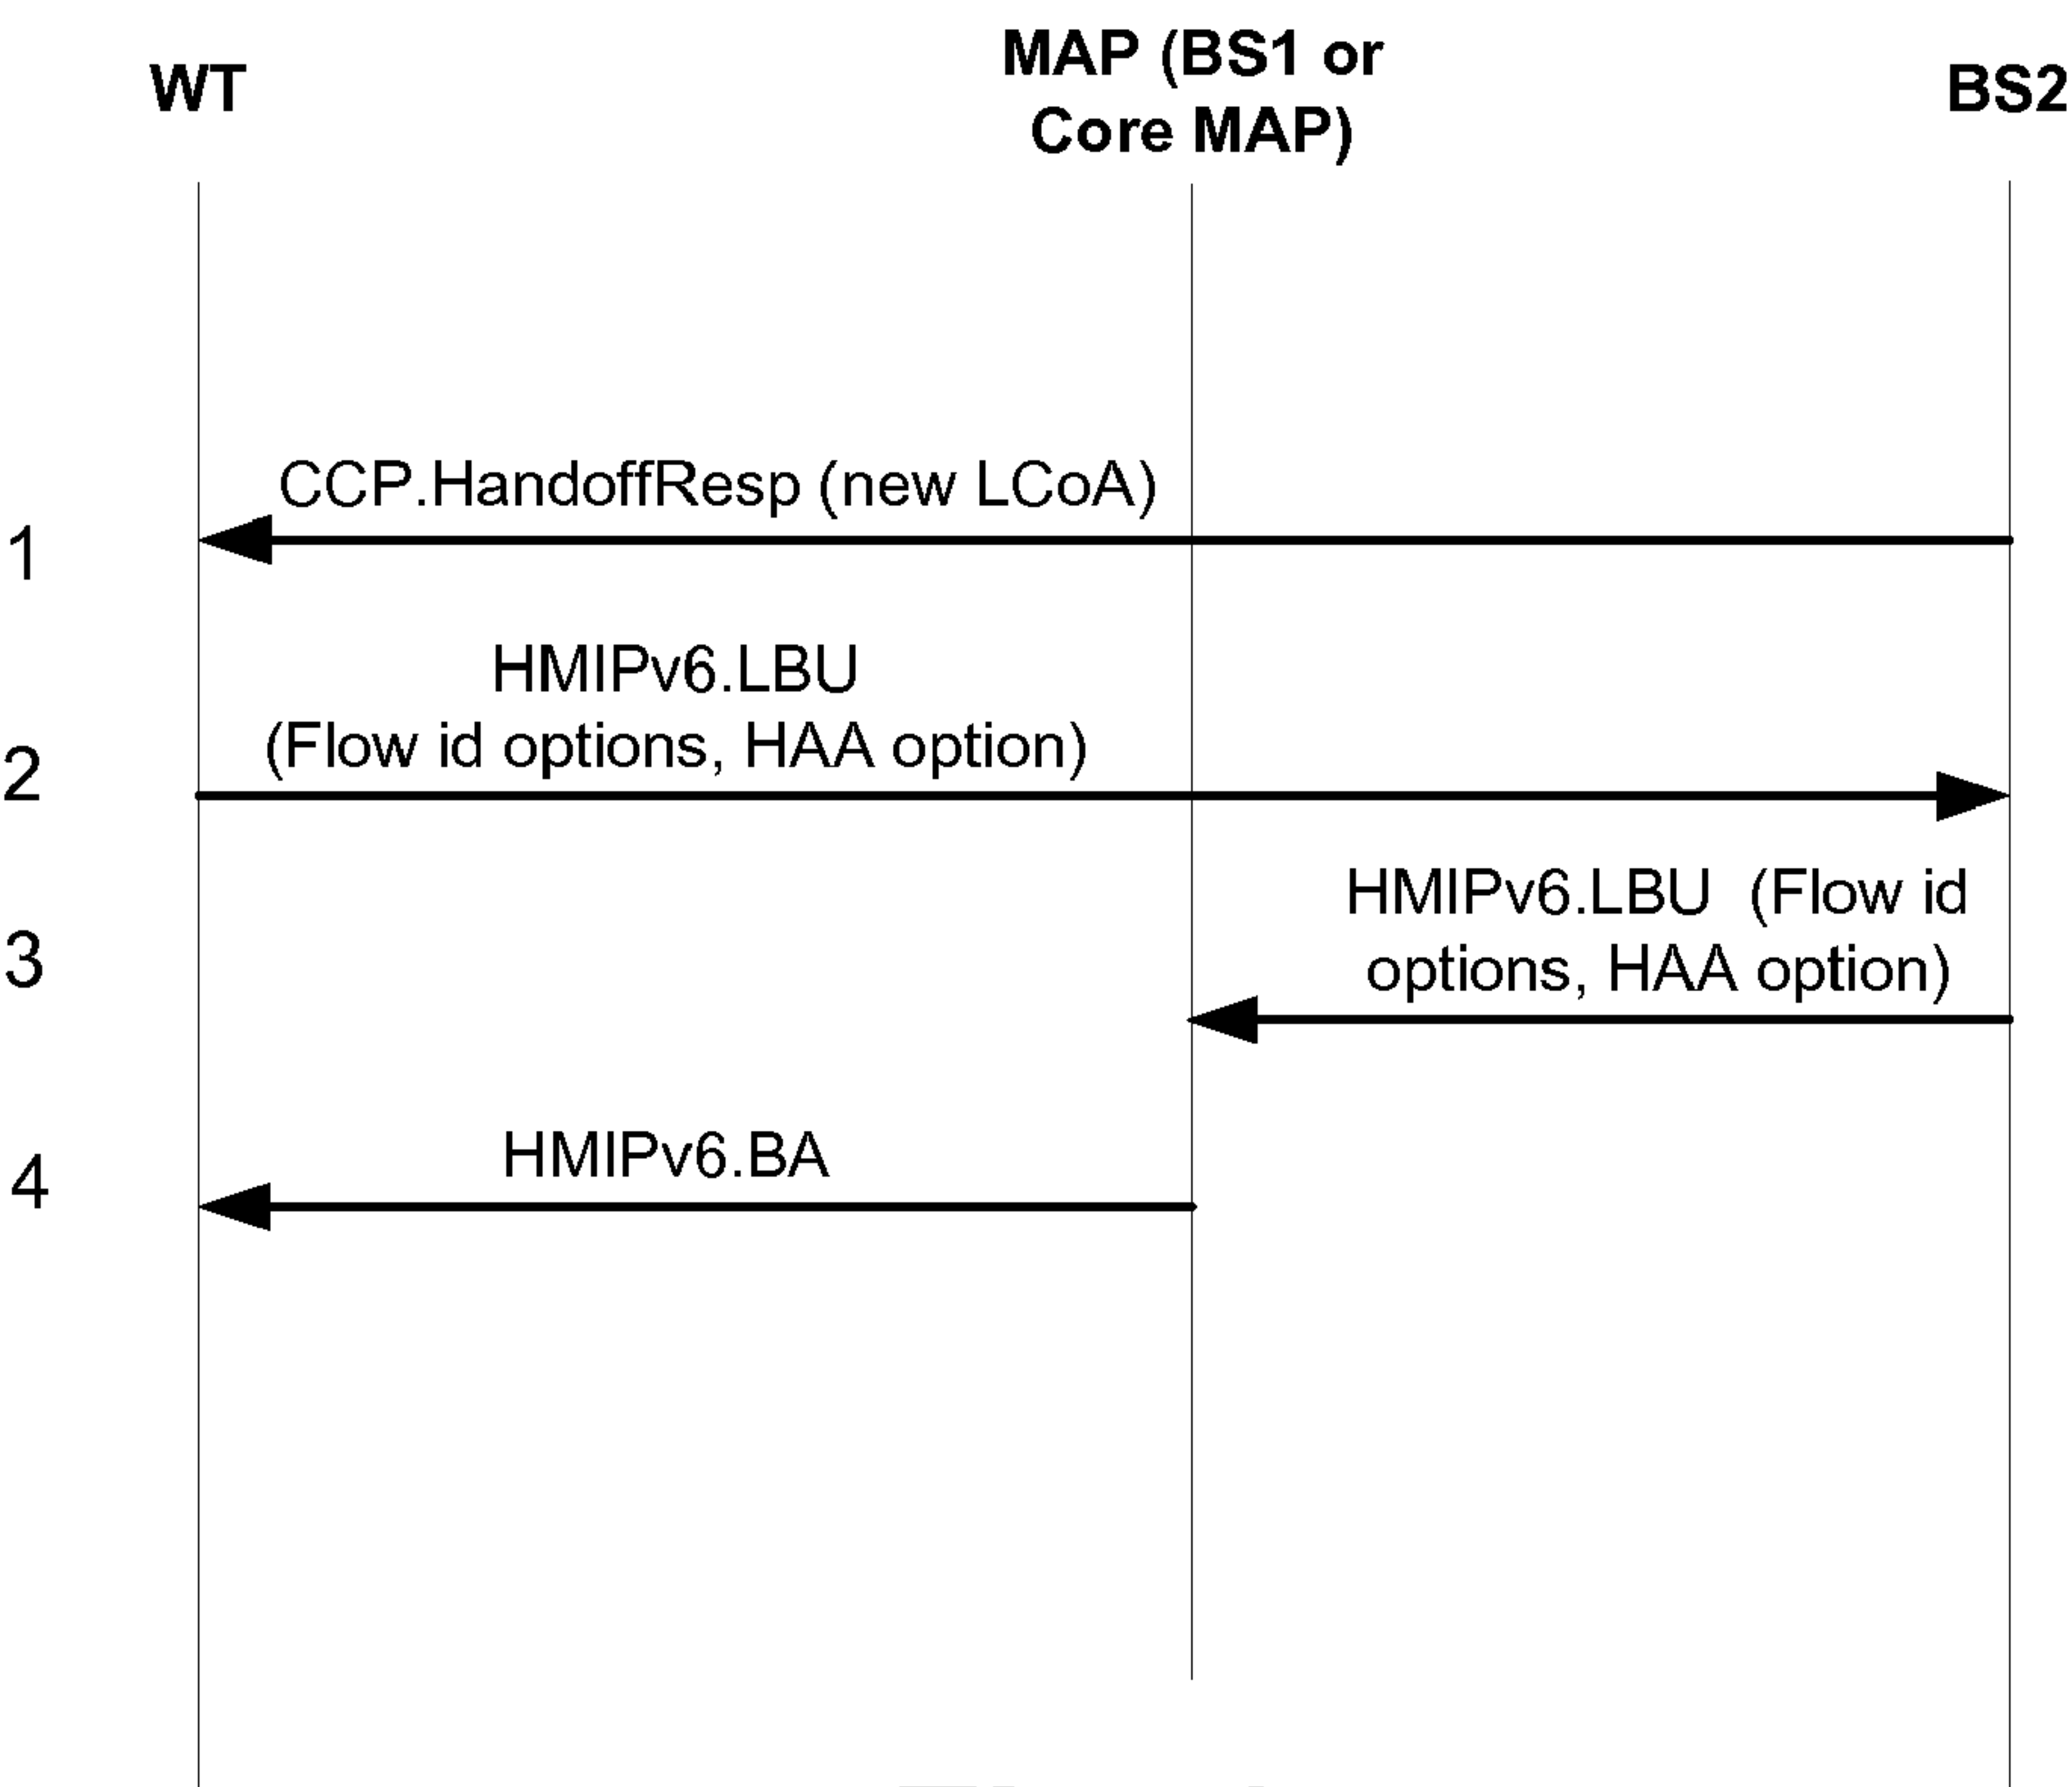 WT
MAP (BS1 or
Core MAP)
BS2
CCP.HandoffResp (new LCoA)
1
HMIPv6.LBU
(Flow id options, HAA option)
2
HMIPv6.LBU (Flow id
options, HAA option)
3
HMIPv6.BA
4